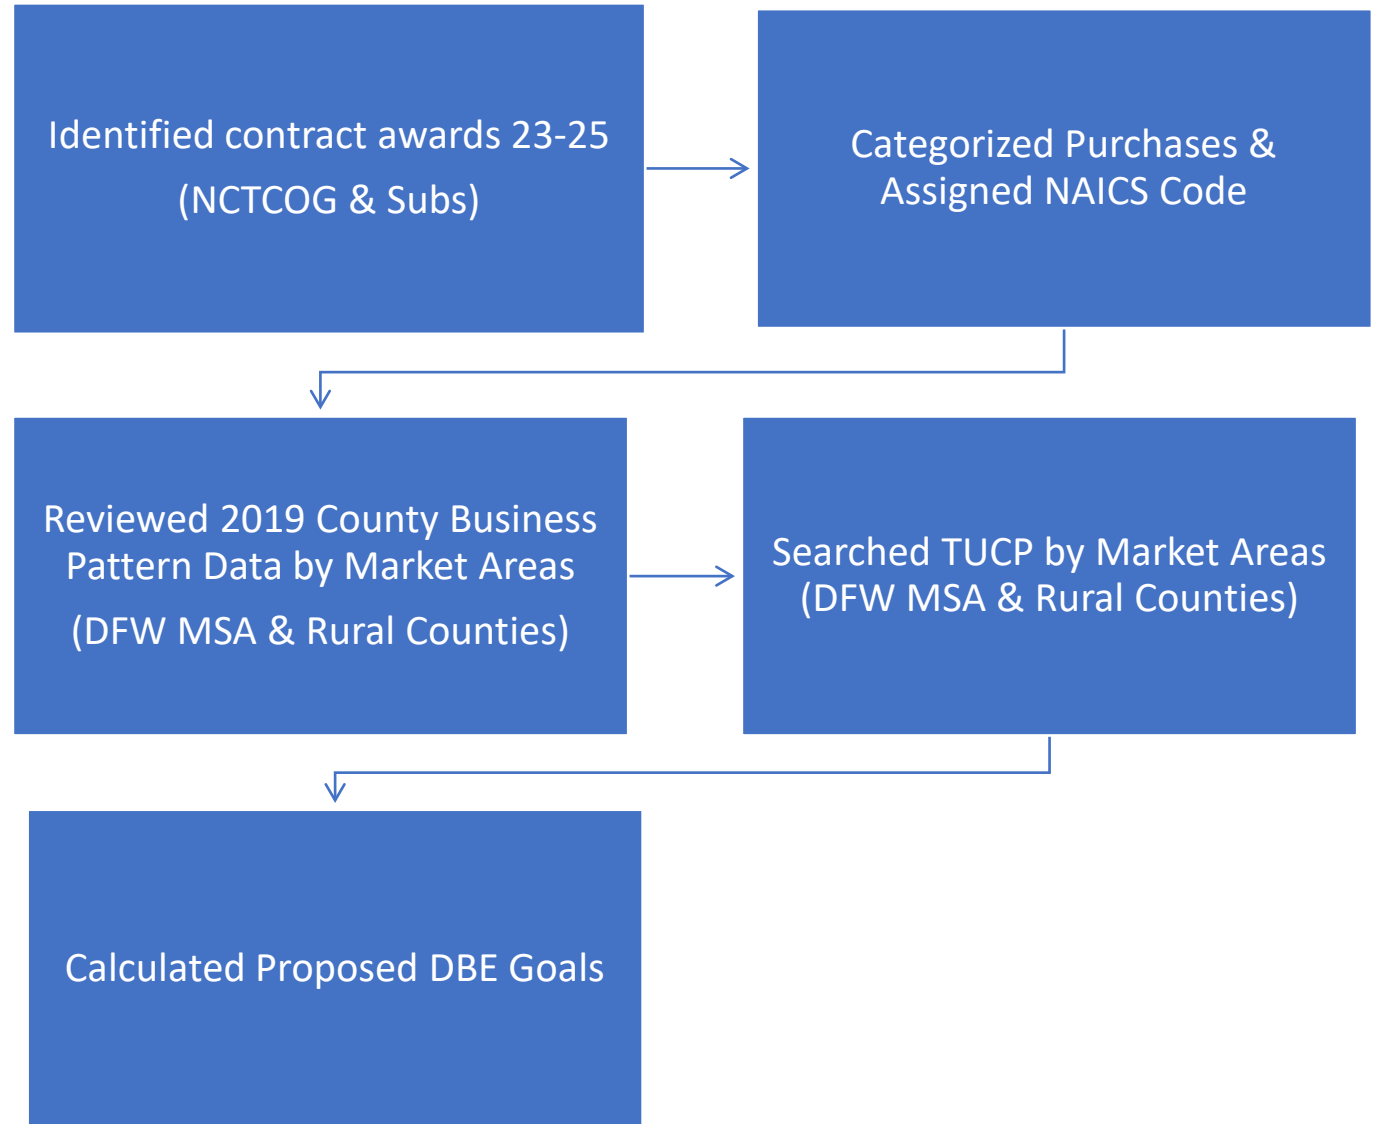 Identified contract awards 23-25
(NCTCOG & Subs)
Categorized Purchases &
Assigned NAICS Code
Reviewed 2019 County Business
Pattern Data by Market Areas
(DFW MSA & Rural Counties)
Searched TUCP by Market Areas
(DFW MSA & Rural Counties)
Calculated Proposed DBE Goals